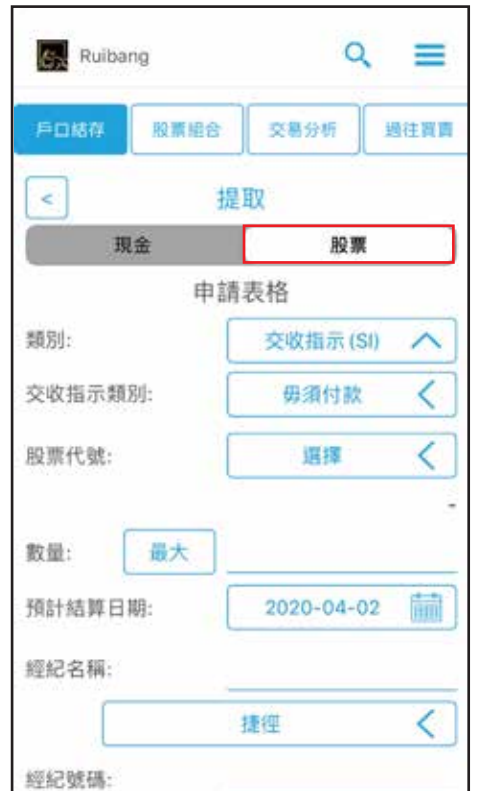 Ruibang
戶口結存 股票組合 交易分析 過往買賣
< 提取
現金 股票
申請表格
類別: 交收指示 (SI)
交收指示類別: 毋須付款
股票代號: 選擇
-
數量: 最大
預計結算日期: 2020-04-02
經紀名稱:
捷徑
經紀號碼: